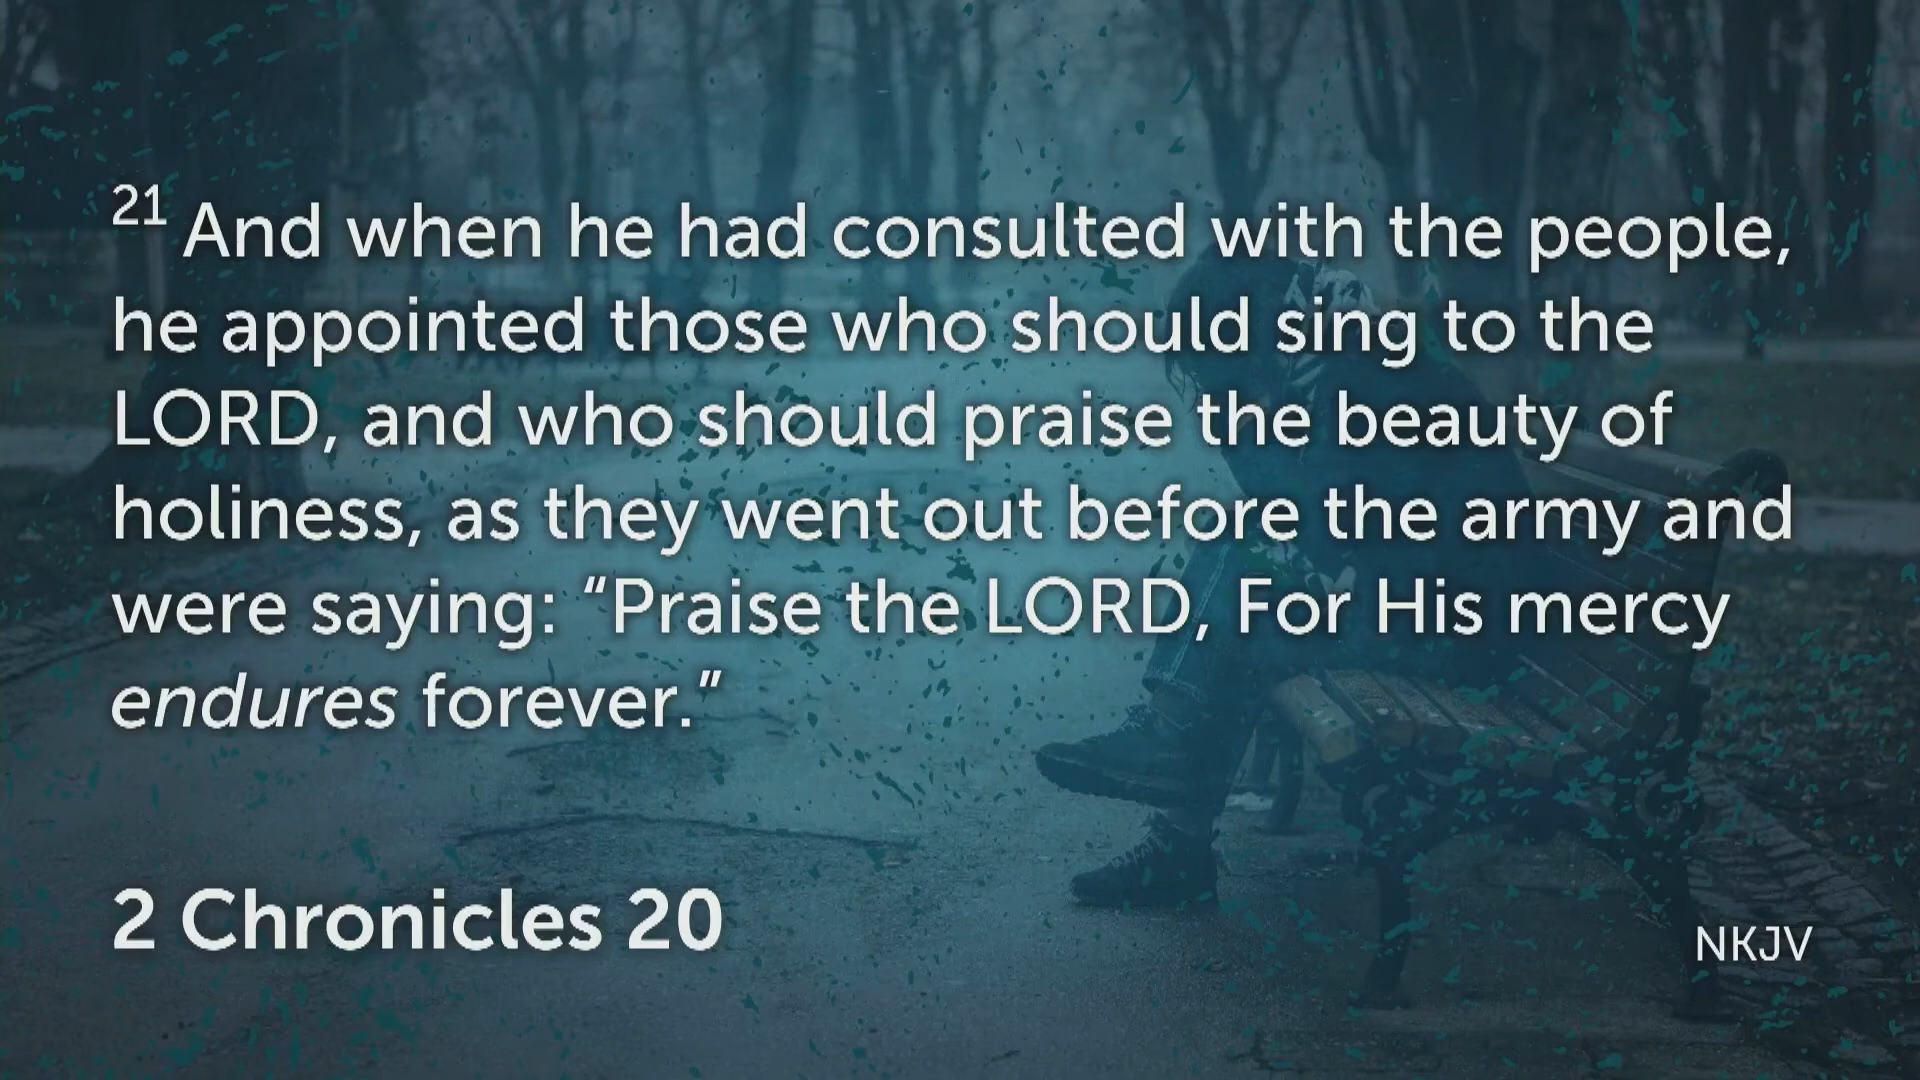 21 And when he had consulted with the people,
he appointed those who should sing to the
LORD, and who should praise the beauty of
holiness, as they went out before the army and
were saying: “Praise the LORD, For His mercy
endures forever.”
2 Chronicles 20
NKJV